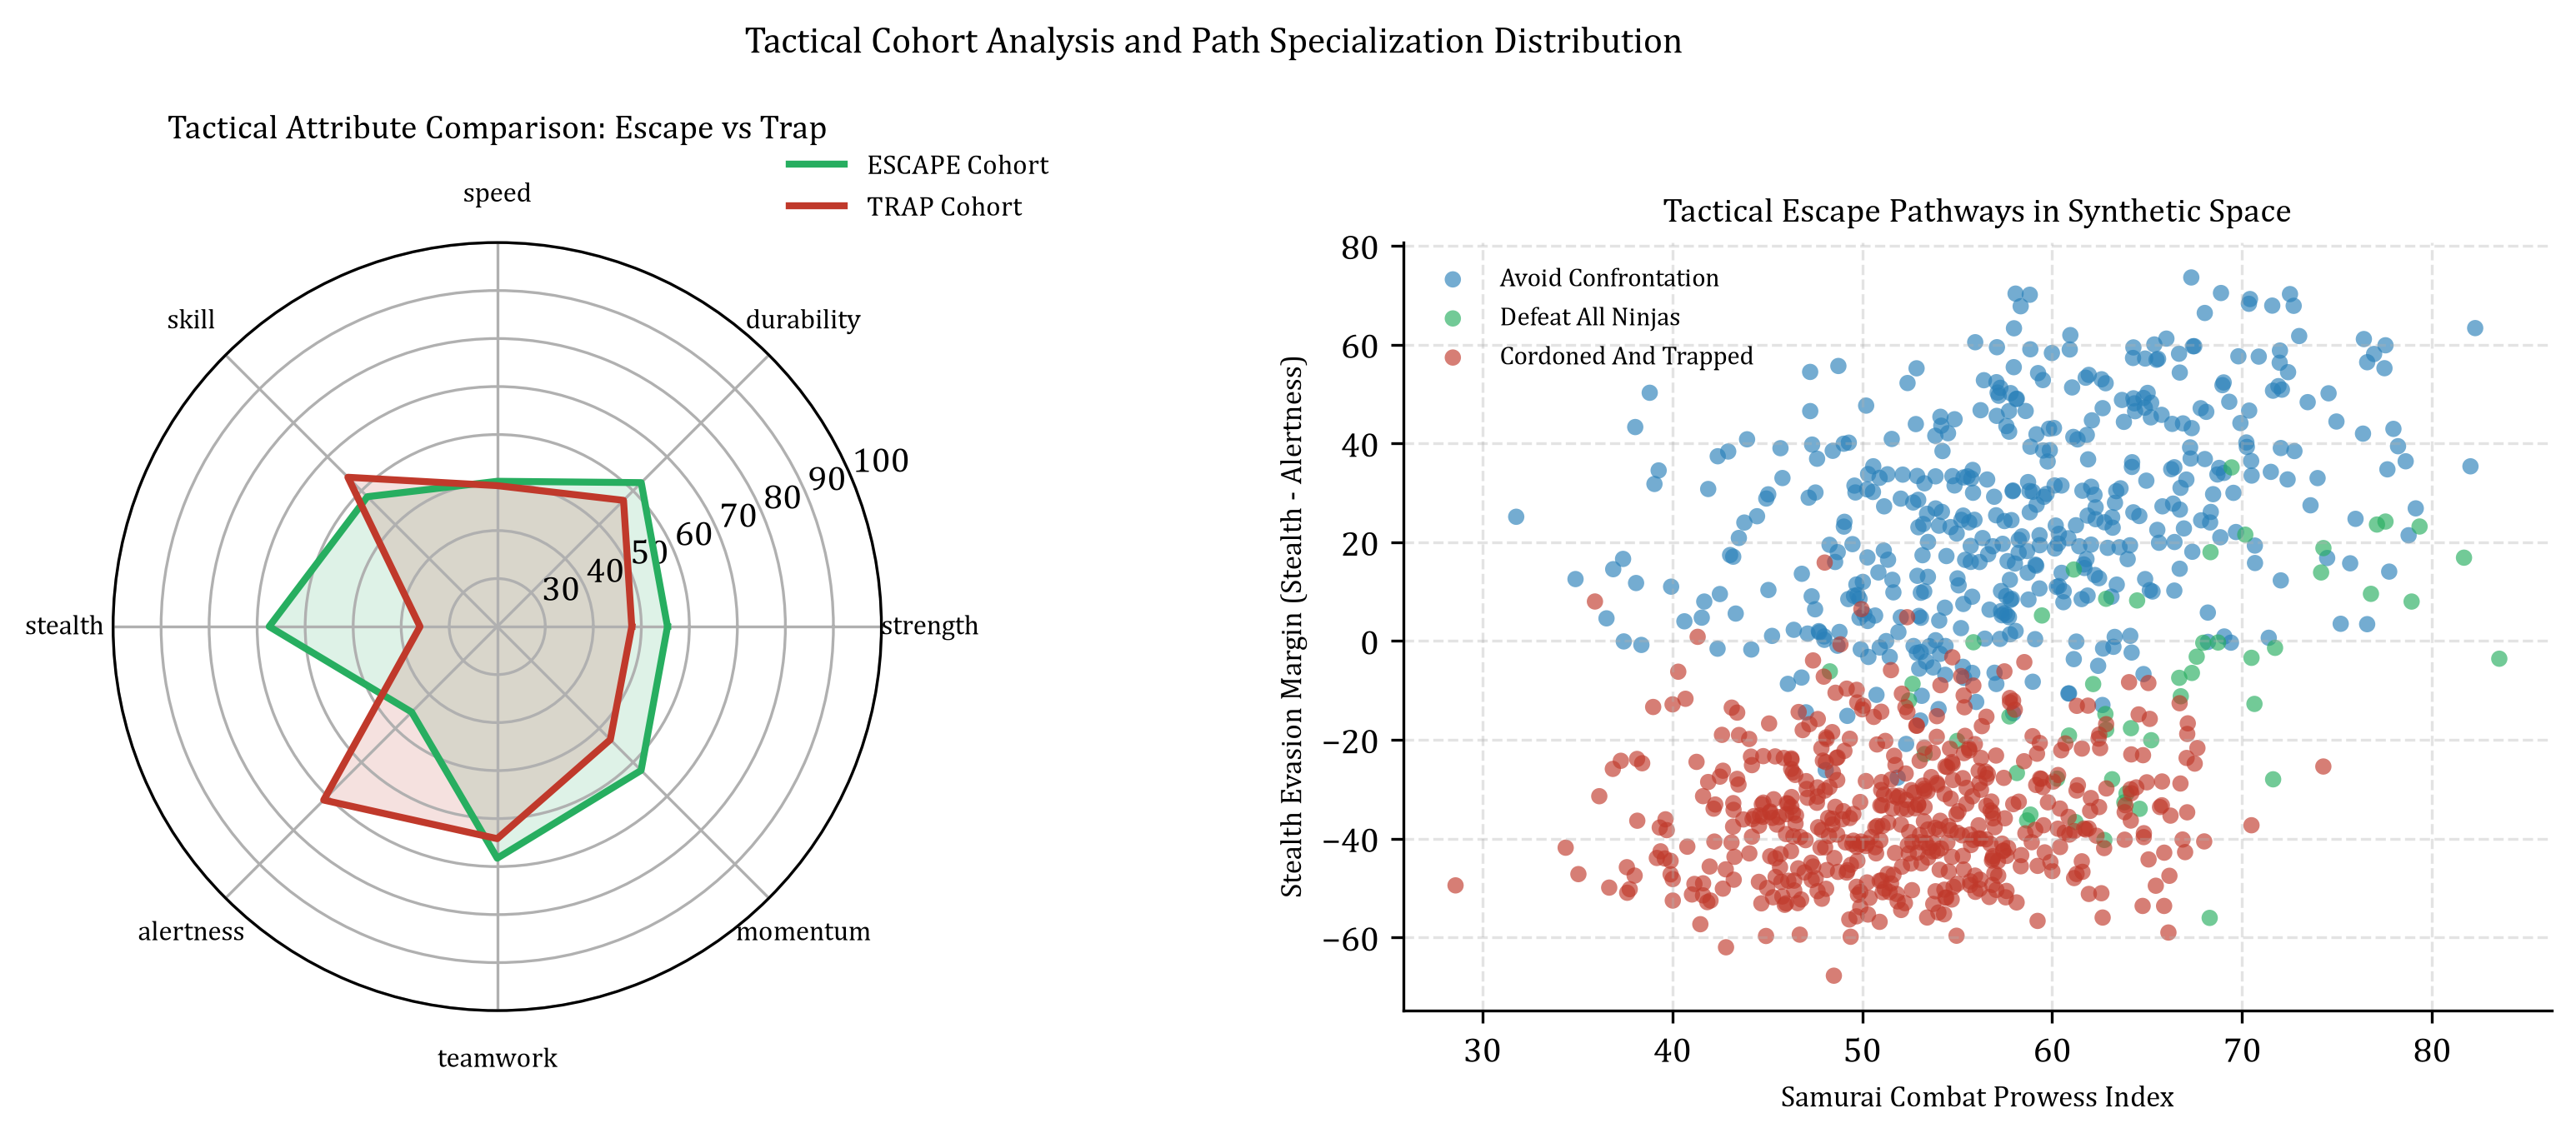 Tactical Cohort Analysis and Path Specialization Distribution
Tactical Attribute Comparison: Escape vs Trap
ESCAPE Cohort
TRAP Cohort
speed
durability
skill
stealth
strength
alertness
momentum
teamwork
30
40
50
60
70
80
90
100
Tactical Escape Pathways in Synthetic Space
Avoid Confrontation
Defeat All Ninjas
Cordoned And Trapped
Stealth Evasion Margin (Stealth - Alertness)
80
60
40
20
0
−20
−40
−60
30
40
50
60
70
80
Samurai Combat Prowess Index